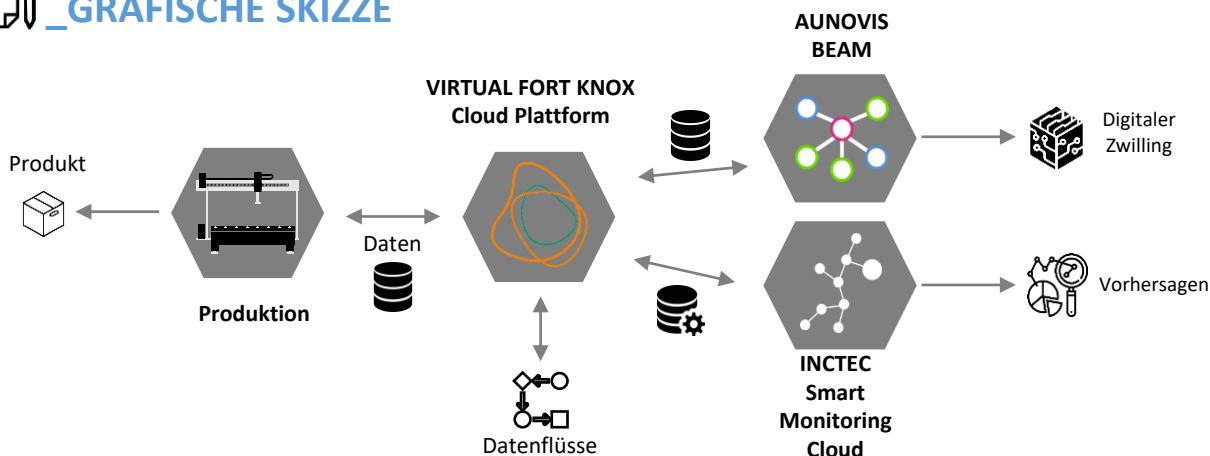 _GRAFISCHE SKIZZE
Produkt
Produktion
Daten
VIRTUAL FORT KNOX
Cloud Plattform
Datenflüsse
AUNOVIS
BEAM
Digitaler
Zwilling
INCTEC
Smart
Monitoring
Cloud
Vorhersagen